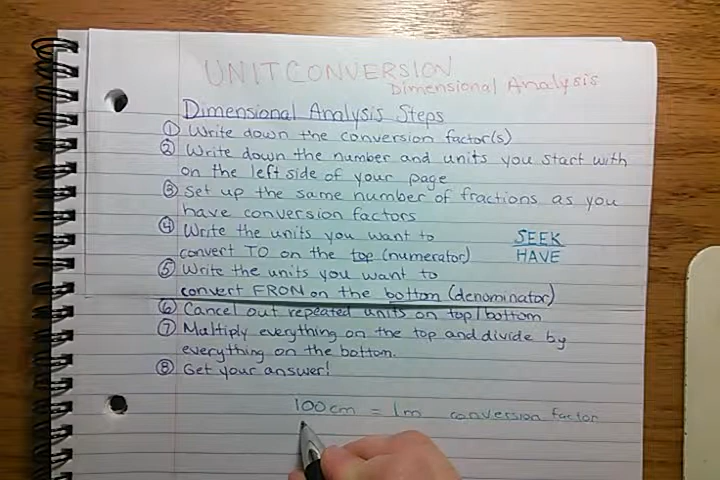 UNIT CONVERSION
Dimensional Analysis
Dimensional Analysis Steps
① Write down the conversion factor(s)
② Write down the number and units you start with
on the left side of your page
③ Set up the same number of fractions as you
have conversion factors
④ Write the units you want to
convert TO on the top (numerator)
SEEK
HAVE
⑤ Write the units you want to
convert FROM on the bottom (denominator)
⑥ Cancel out repeated units on top/bottom
⑦ Multiply everything on the top and divide by
everything on the bottom.
⑧ Get your answer!
100cm = 1m conversion factor